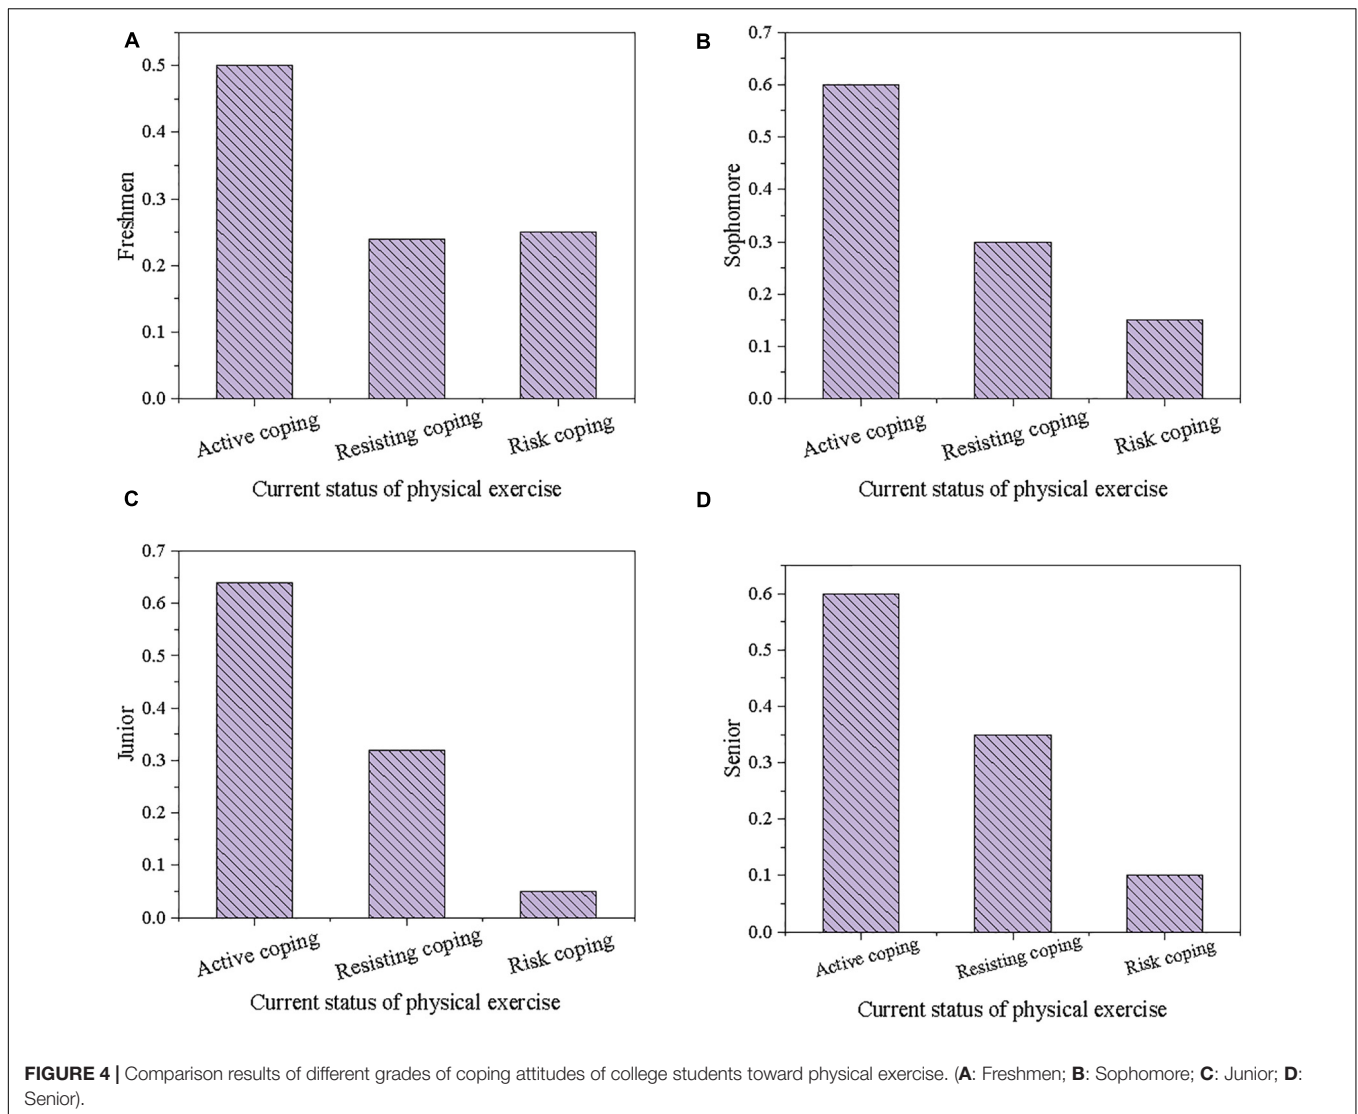 A
0.5
0.4
0.3
0.2
0.1
0.0
Freshmen
Active coping
Resisting coping
Risk coping
Current status of physical exercise
B
0.7
0.6
0.5
0.4
0.3
0.2
0.1
0.0
Sophomore
Active coping
Resisting coping
Risk coping
Current status of physical exercise
C
0.7
0.6
0.5
0.4
0.3
0.2
0.1
0.0
Junior
Active coping
Resisting coping
Risk coping
Current status of physical exercise
D
0.6
0.5
0.4
0.3
0.2
0.1
0.0
Senior
Active coping
Resisting coping
Risk coping
Current status of physical exercise
FIGURE 4 | Comparison results of different grades of coping attitudes of college students toward physical exercise. (A: Freshmen; B: Sophomore; C: Junior; D:
Senior).